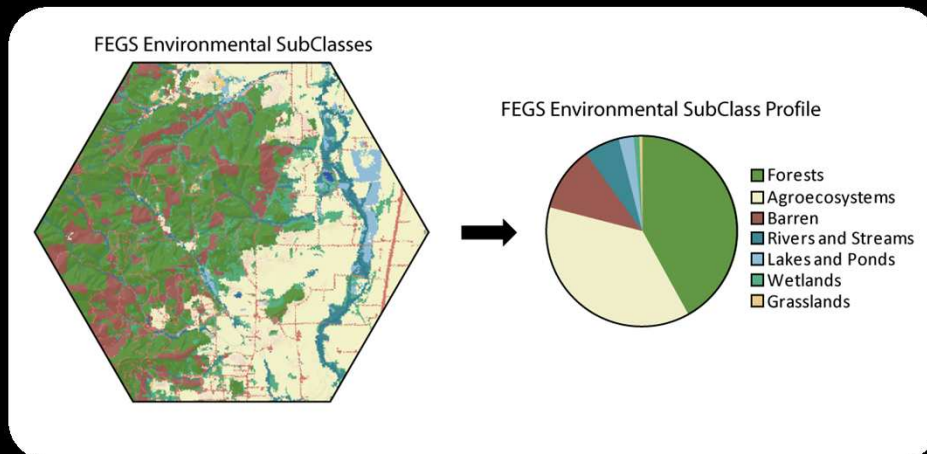 FEGS Environmental SubClasses
FEGS Environmental SubClass Profile
Forests
Agroecosystems
Barren
Rivers and Streams
Lakes and Ponds
Wetlands
Grasslands